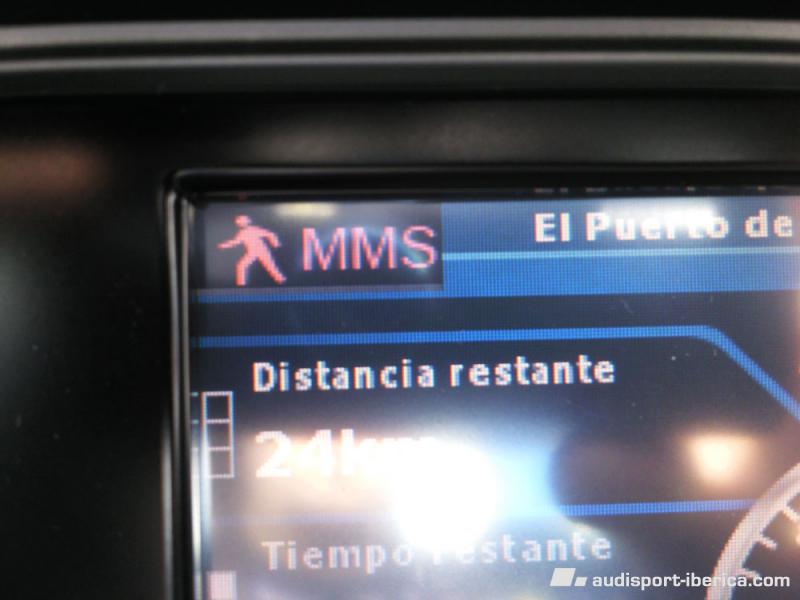 MMS
El Puerto de
Distancia restante
24km
Tiempo restante
audisport-iberica.com